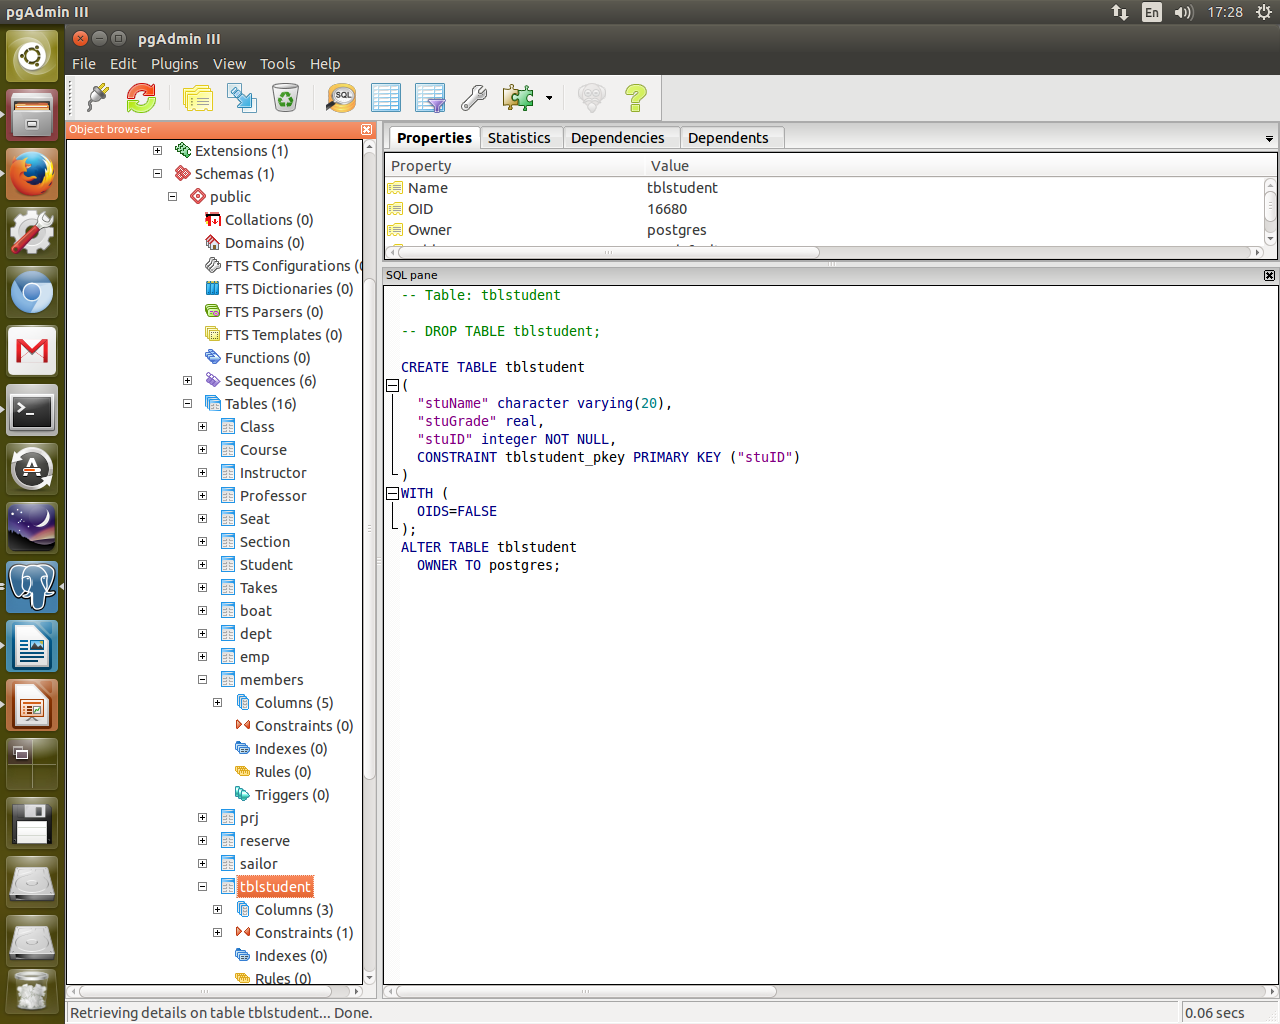 pgAdmin III
En
17:28
pgAdmin III
File Edit Plugins View Tools Help
SQL
Object browser
Extensions (1)
Schemas (1)
public
Collations (0)
Domains (0)
FTS Configurations (
FTS Dictionaries (0)
FTS Parsers (0)
FTS Templates (0)
Functions (0)
Sequences (6)
Tables (16)
Class
Course
Instructor
Professor
Seat
Section
Student
Takes
boat
dept
emp
members
Columns (5)
Constraints (0)
Indexes (0)
Rules (0)
Triggers (0)
prj
reserve
sailor
tblstudent
Columns (3)
Constraints (1)
Indexes (0)
Rules (0)
Properties Statistics Dependencies Dependents
Property Value
Name tblstudent
OID 16680
Owner postgres
SQL pane
-- Table: tblstudent
-- DROP TABLE tblstudent;
CREATE TABLE tblstudent
(
"stuName" character varying(20),
"stuGrade" real,
"stuID" integer NOT NULL,
CONSTRAINT tblstudent_pkey PRIMARY KEY ("stuID")
)
WITH (
OIDS=FALSE
);
ALTER TABLE tblstudent
OWNER TO postgres;
Retrieving details on table tblstudent... Done.
0.06 secs